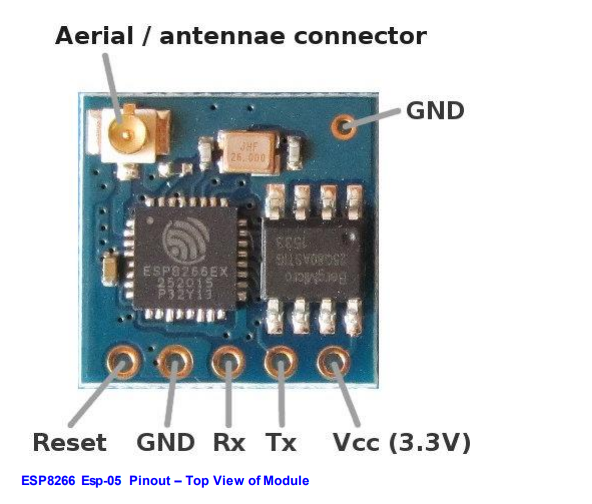 Aerial / antennae connector
GND
JHF
26.000
ESP8266EX
252015
P32Y13
BergMicro
25Q80ASTIG
1533
Reset GND Rx Tx Vcc (3.3V)
ESP8266 Esp-05 Pinout – Top View of Module